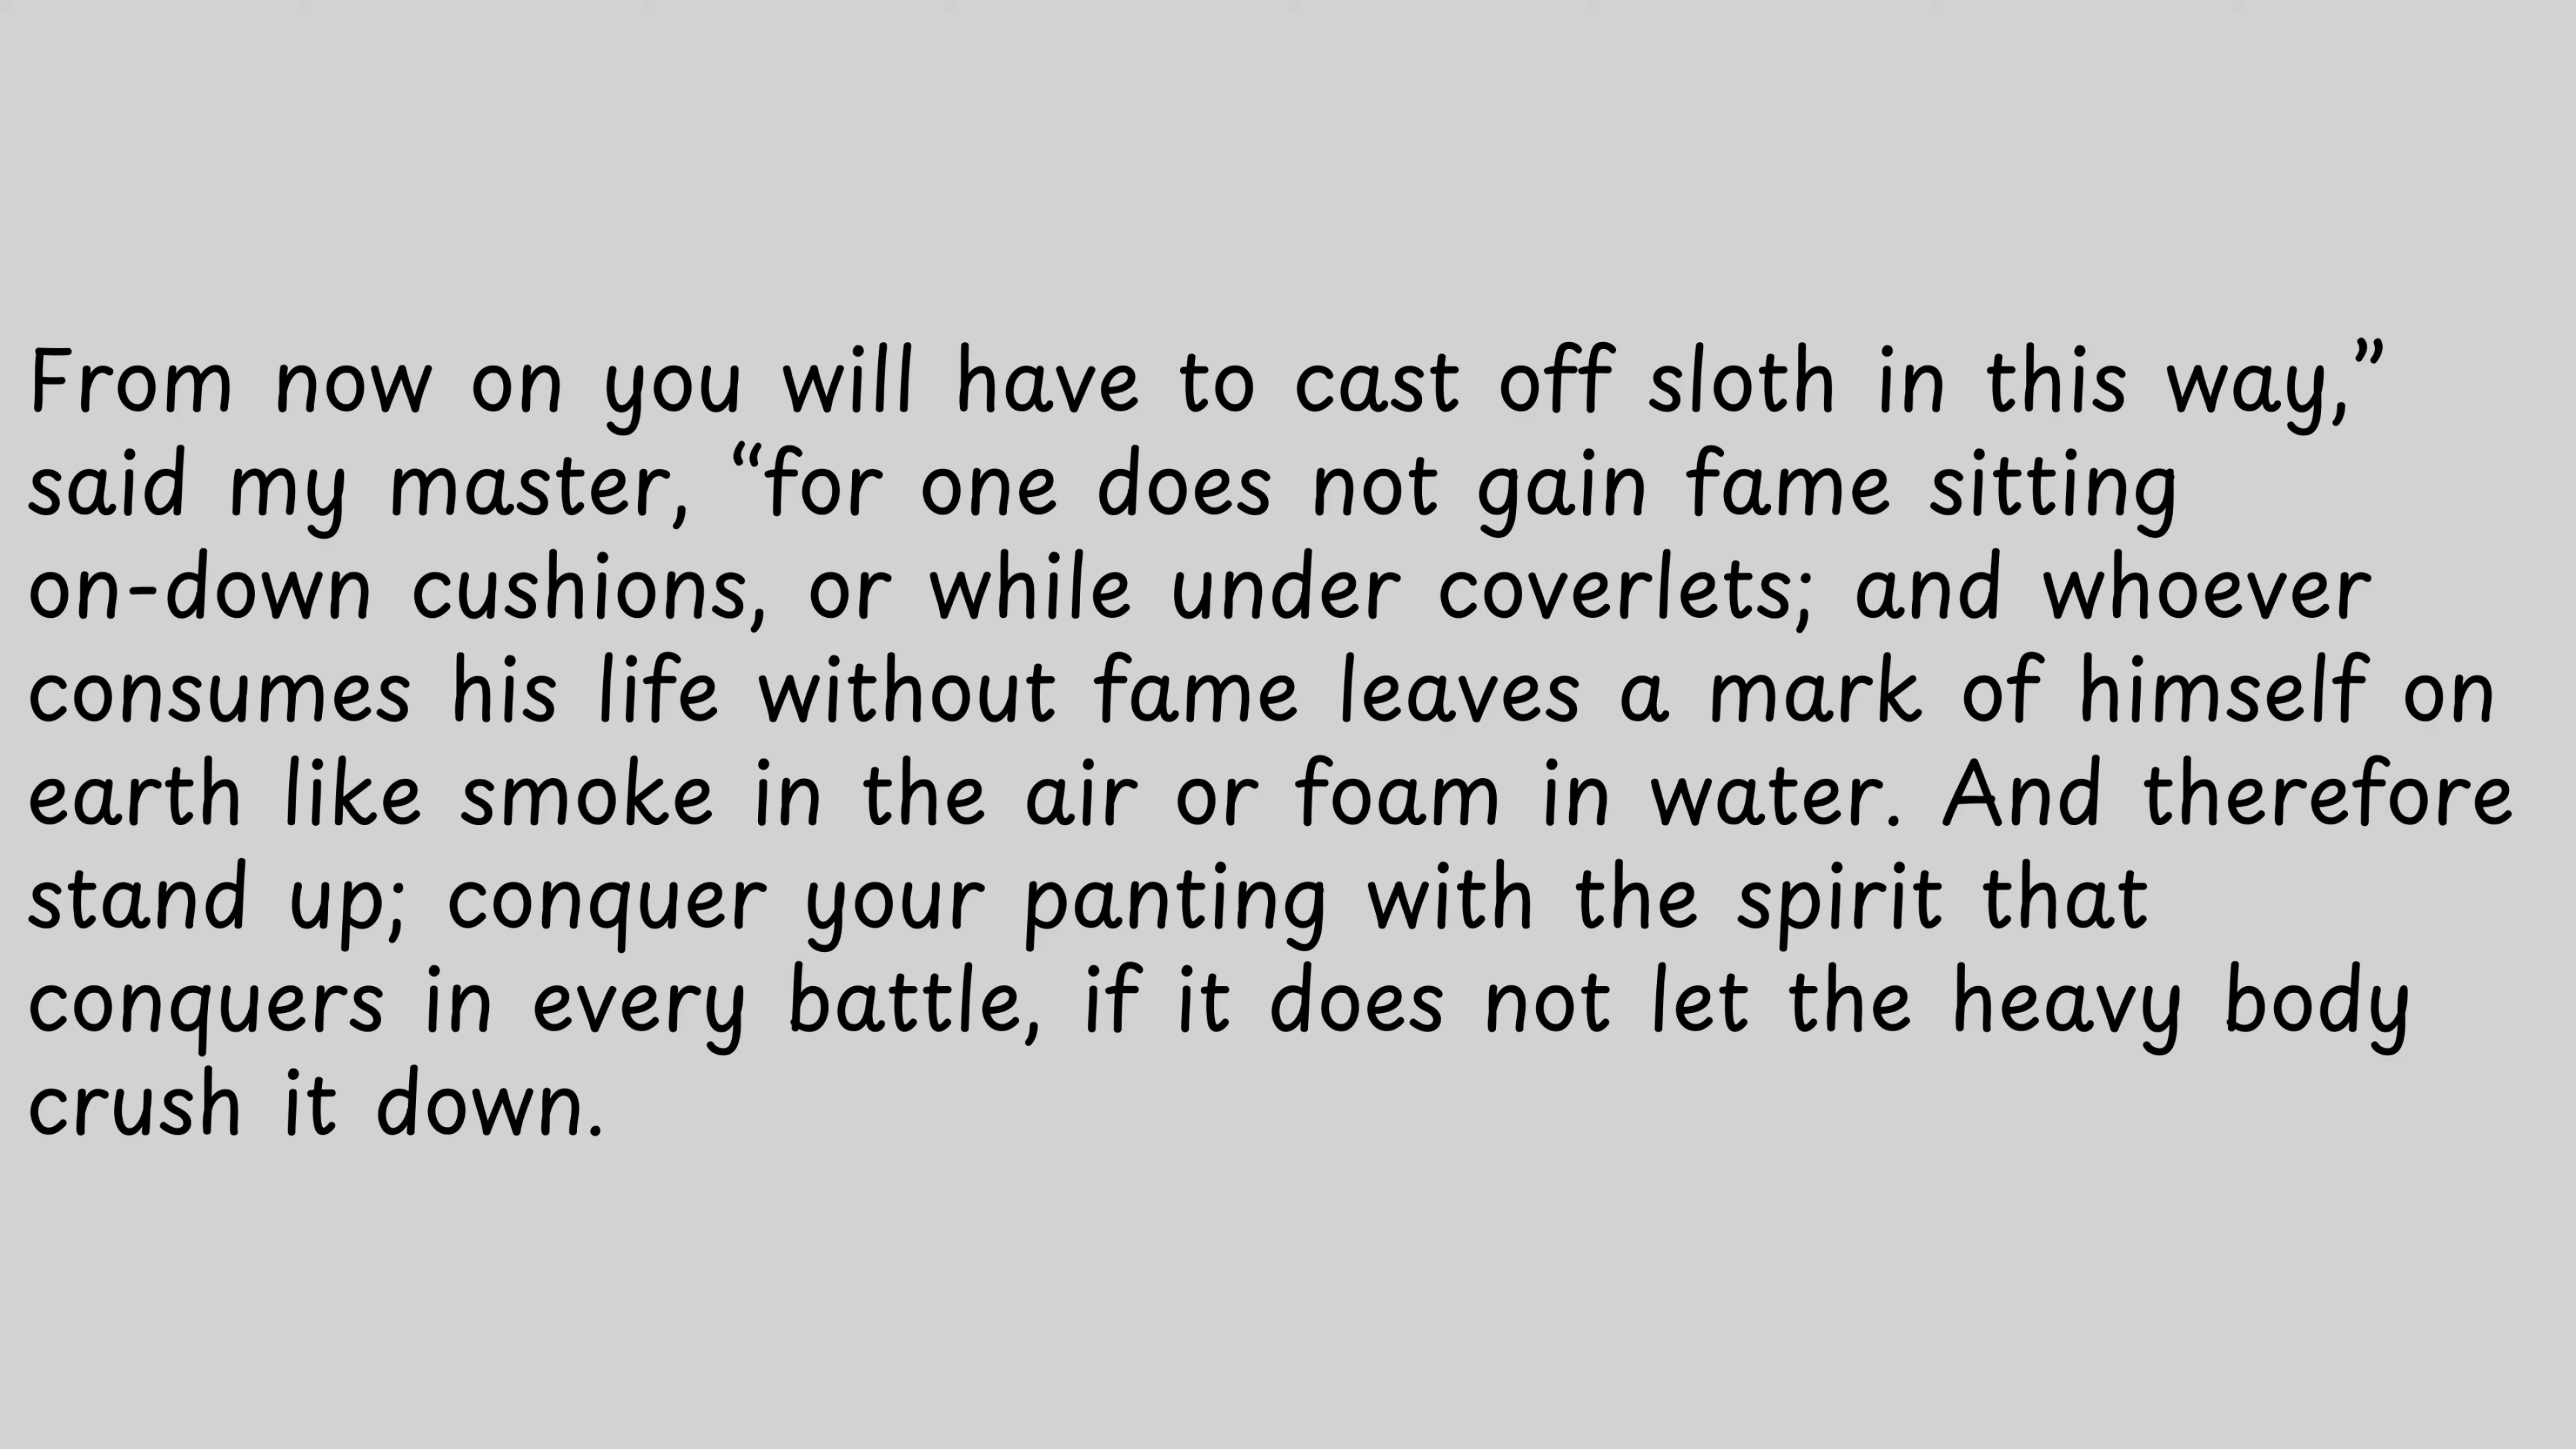 From now on you will have to cast off sloth in this way,”
said my master, “for one does not gain fame sitting
on-down cushions, or while under coverlets; and whoever
consumes his life without fame leaves a mark of himself on
earth like smoke in the air or foam in water. And therefore
stand up; conquer your panting with the spirit that
conquers in every battle, if it does not let the heavy body
crush it down.